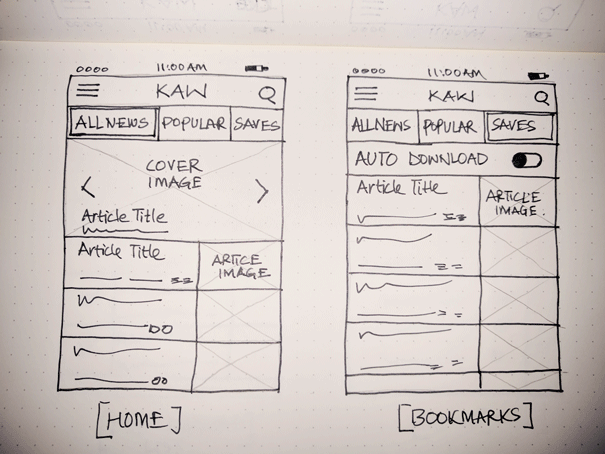 11:00AM
KAW
ALL NEWS POPULAR SAVES
COVER
IMAGE
Article Title
Article Title
ARTICE
IMAGE
[HOME]
11:00AM
KAW
ALL NEWS POPULAR SAVES
AUTO DOWNLOAD
Article Title
ARTICLE
IMAGE
[BOOKMARKS]